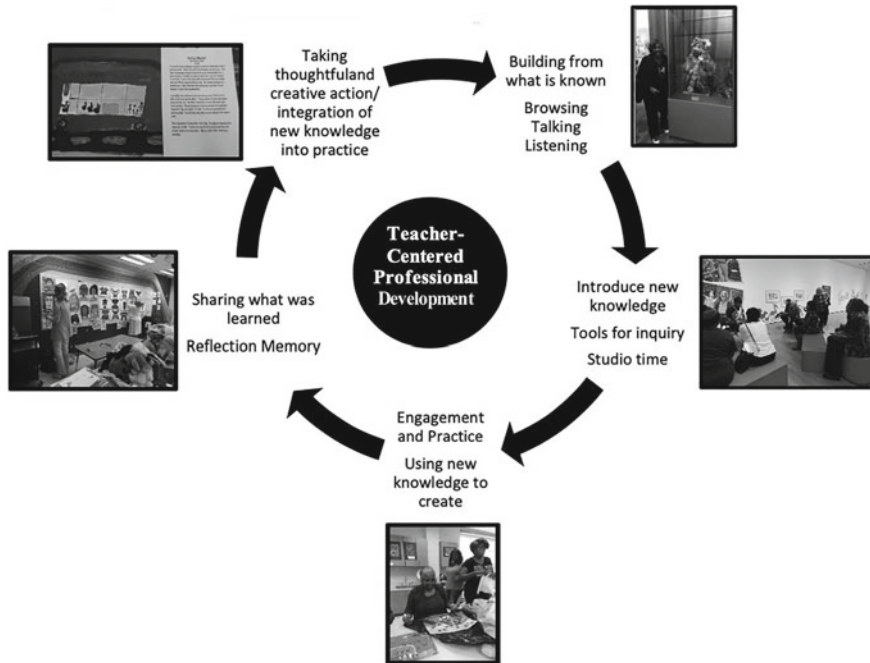 Taking
thoughtfuland
creative action/
integration of
new knowledge
into practice
Building from
what is known
Browsing
Talking
Listening
Teacher-
Centered
Professional
Development
Introduce new
knowledge
Tools for inquiry
Studio time
Engagement
and Practice
Using new
knowledge to
create
Sharing what was
learned
Reflection Memory